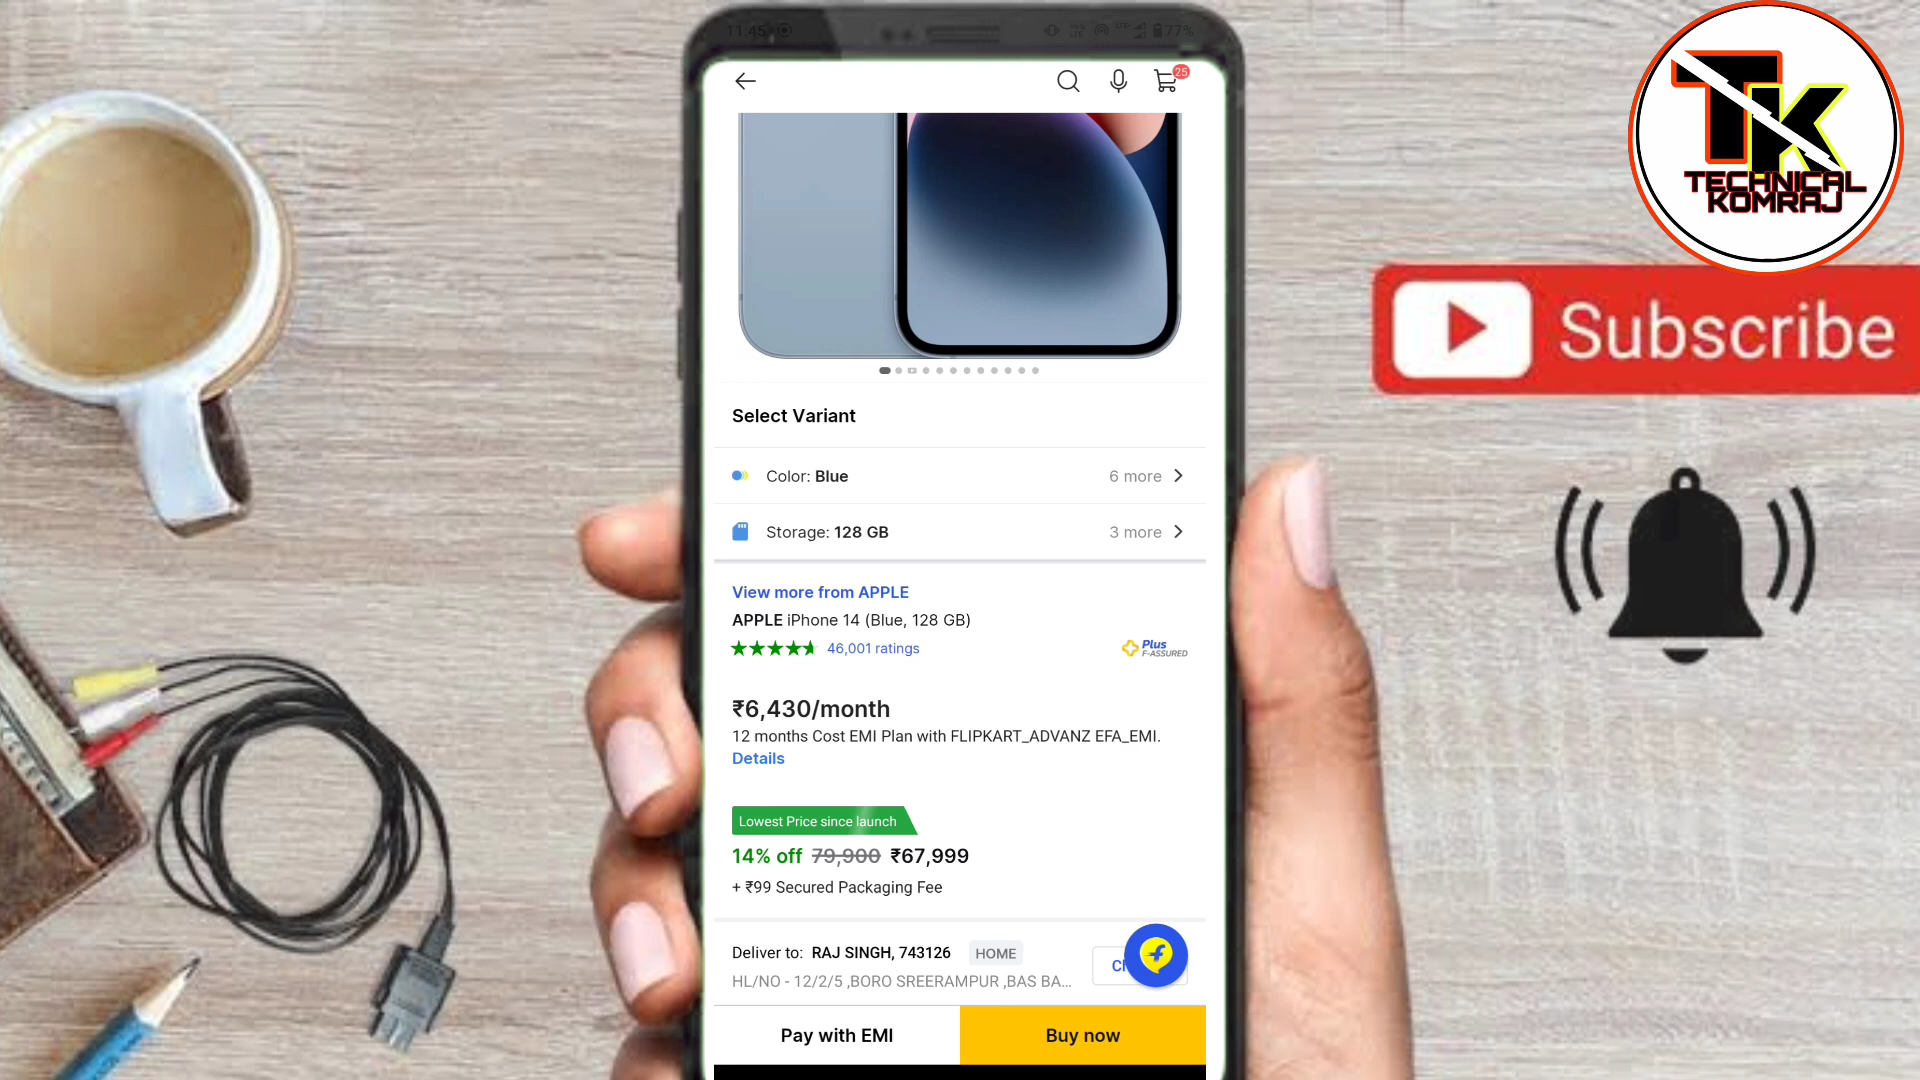 11:45
77%
25
TK
TECHNICAL
KOMRAJ
Subscribe
Select Variant
Color: Blue
6 more
Storage: 128 GB
3 more
View more from APPLE
APPLE iPhone 14 (Blue, 128 GB)
46,001 ratings
Plus
F-ASSURED
₹6,430/month
12 months Cost EMI Plan with FLIPKART_ADVANZ EFA_EMI.
Details
Lowest Price since launch
14% off 79,900 ₹67,999
+ ₹99 Secured Packaging Fee
Deliver to: RAJ SINGH, 743126 HOME
HL/NO - 12/2/5 ,BORO SREERAMPUR ,BAS BA...
Pay with EMI
Buy now